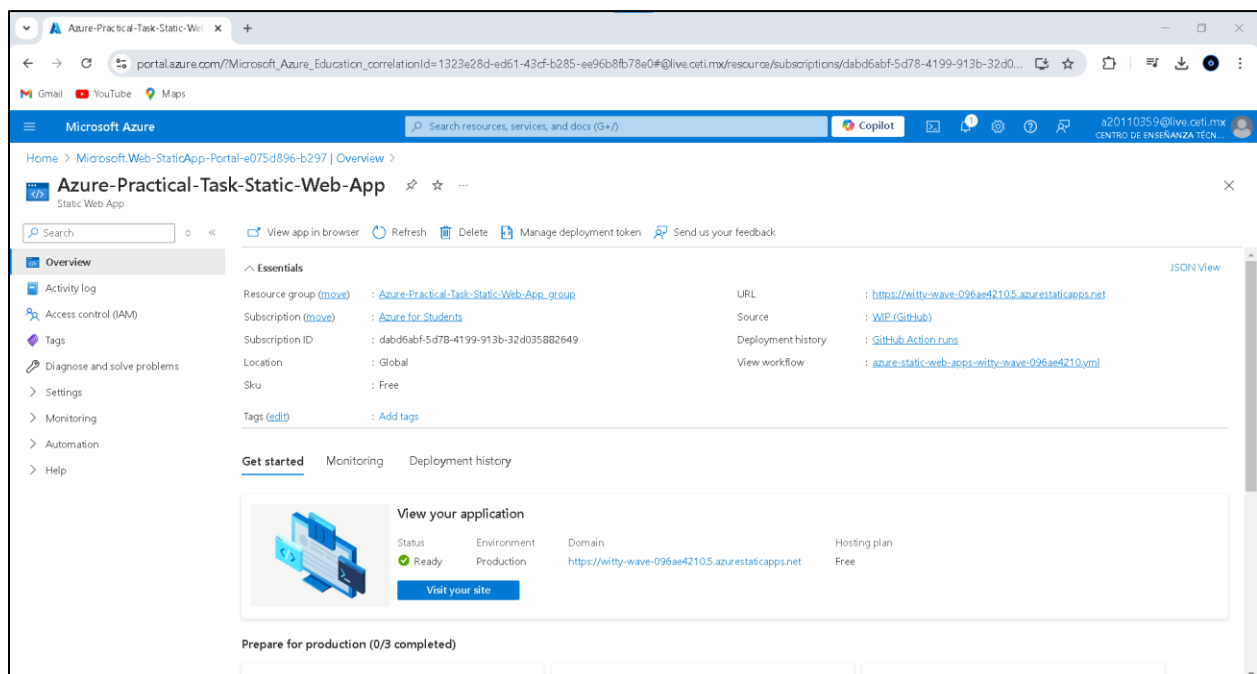 Azure-Practical-Task-Static-We
portal.azure.com/?Microsoft_Azure_Education_correlationId=1323e28d-ed61-43cf-b285-ee96b8fb78e0#@live.ceti.mx/resource/subscriptions/dabd6abf-5d78-4199-913b-32d0...
Gmail YouTube Maps
Microsoft Azure Search resources, services, and docs (G+/) Copilot 1 a20110359@live.ceti.mx
CENTRO DE ENSEÑANZA TÉCN...
Home > Microsoft.Web-StaticApp-Portal-e075d896-b297 | Overview >
Azure-Practical-Task-Static-Web-App ...
Static Web App
Search View app in browser Refresh Delete Manage deployment token Send us your feedback
Overview
Activity log
Access control (IAM)
Tags
Diagnose and solve problems
Settings
Monitoring
Automation
Help
Essentials JSON View
Resource group (move) : Azure-Practical-Task-Static-Web-App_group
Subscription (move) : Azure for Students
Subscription ID : dabd6abf-5d78-4199-913b-32d035882649
Location : Global
Sku : Free
URL : https://witty-wave-096ae4210.5.azurestaticapps.net
Source : WIP (GitHub)
Deployment history : GitHub Action runs
View workflow : azure-static-web-apps-witty-wave-096ae4210.yml
Tags (edit) : Add tags
Get started Monitoring Deployment history
View your application
Status Environment Domain Hosting plan
Ready Production https://witty-wave-096ae4210.5.azurestaticapps.net Free
Visit your site
Prepare for production (0/3 completed)